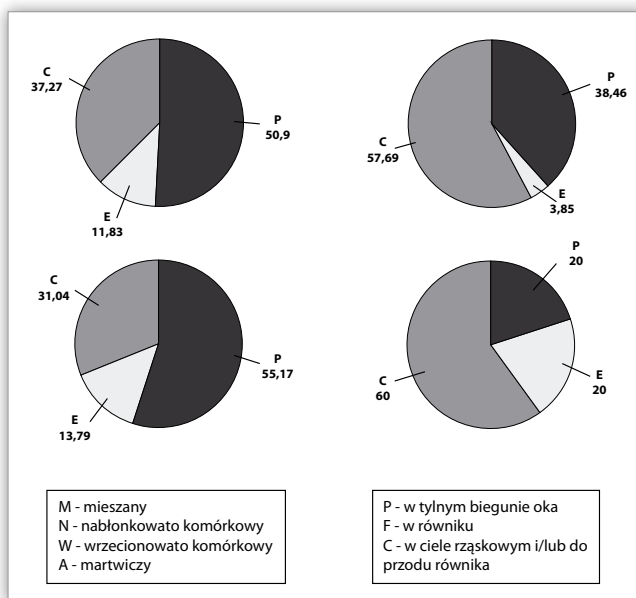 C
37,27
P
50,9
E
11,83
P
38,46
C
57,69
E
3,85
C
31,04
P
55,17
E
13,79
P
20
E
20
C
60
M - mieszany
N - nabłonkowato komórkowy
W - wrzecionowato komórkowy
A - martwiczy
P - w tylnym biegunie oka
F - w równiku
C - w ciele rząskowym i/lub do
przodu równika